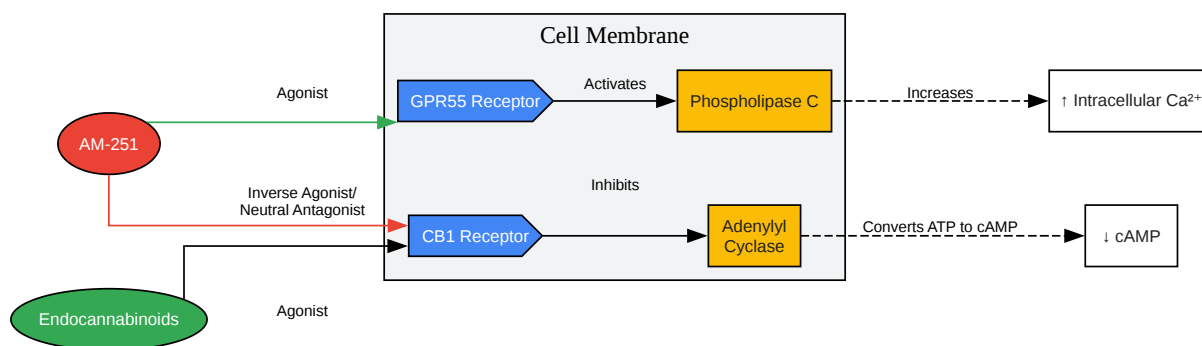 Cell Membrane
Agonist
GPR55 Receptor
Activates
Phospholipase C
Increases
↑ Intracellular Ca²⁺
AM-251
Inverse Agonist/
Neutral Antagonist
CB1 Receptor
Inhibits
Adenylyl
Cyclase
Converts ATP to cAMP
↓ cAMP
Endocannabinoids
Agonist